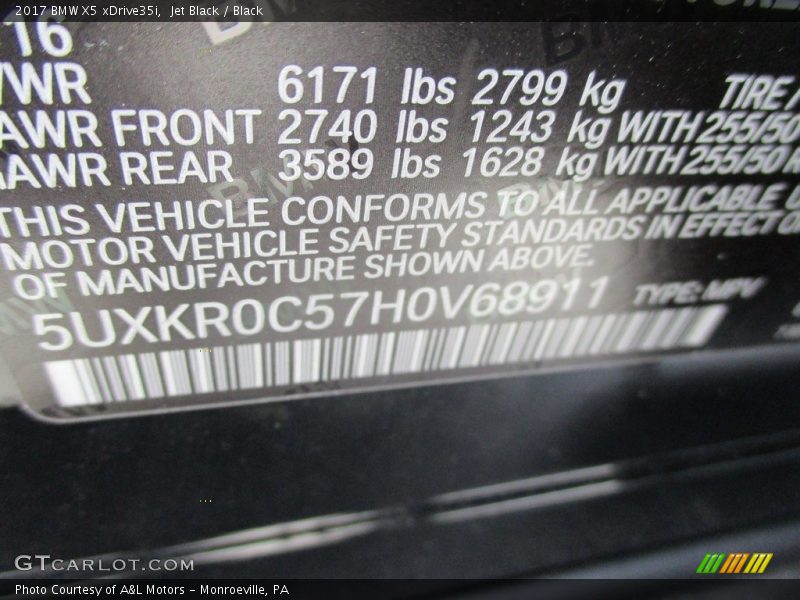 2017 BMW X5 xDrive35i, Jet Black / Black
16
VWR 6171 lbs 2799 kg TIRE
AWR FRONT 2740 lbs 1243 kg WITH 255/50
AWR REAR 3589 lbs 1628 kg WITH 255/50
THIS VEHICLE CONFORMS TO ALL APPLICABLE
MOTOR VEHICLE SAFETY STANDARDS IN EFFECT
OF MANUFACTURE SHOWN ABOVE.
5UXKR0C57H0V68911 TYPE: MPV
GTCARLOT.COM
Photo Courtesy of A&L Motors – Monroeville, PA